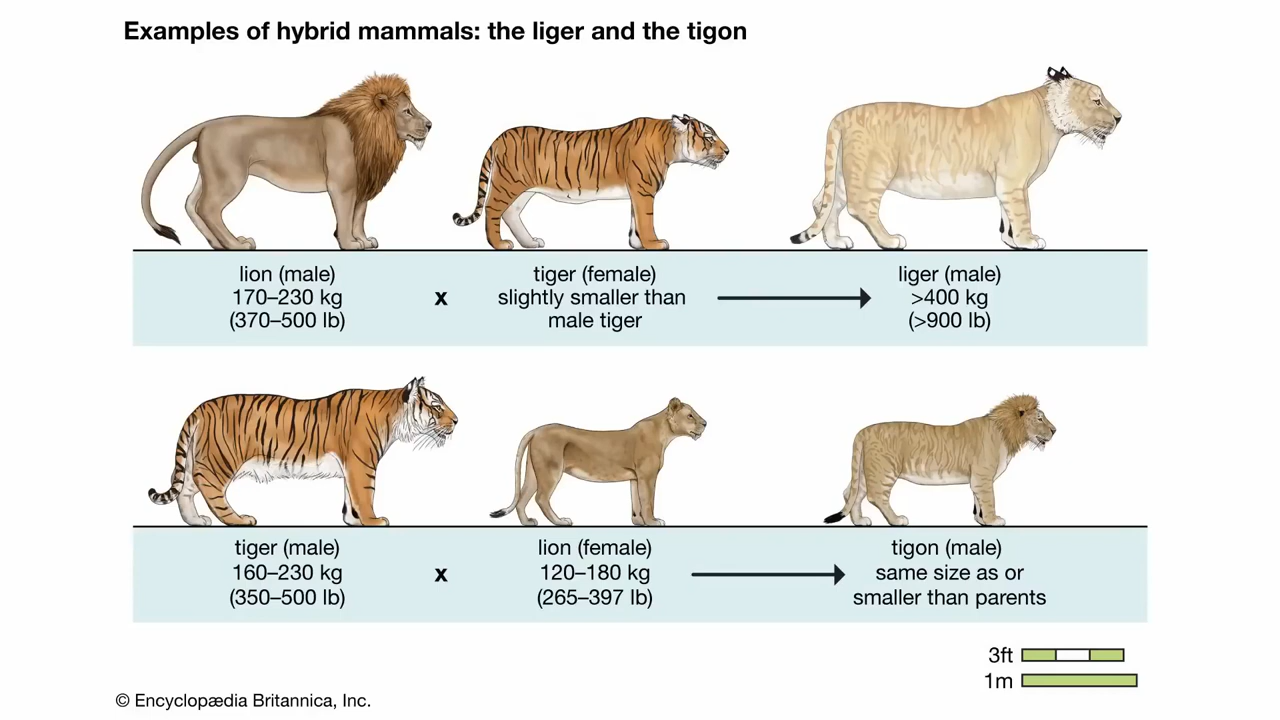 Examples of hybrid mammals: the liger and the tigon
lion (male)
170–230 kg
(370–500 lb)
x
tiger (female)
slightly smaller than
male tiger
liger (male)
>400 kg
(>900 lb)
tiger (male)
160–230 kg
(350–500 lb)
x
lion (female)
120–180 kg
(265–397 lb)
tigon (male)
same size as or
smaller than parents
3ft
1m
© Encyclopædia Britannica, Inc.